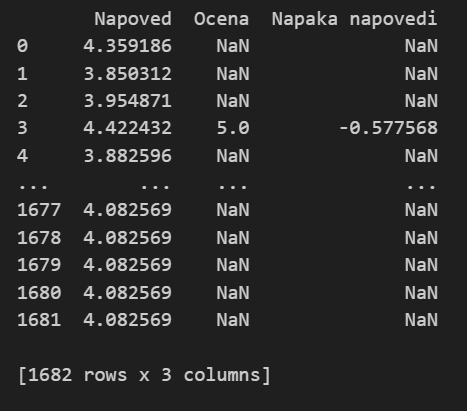 Napoved Ocena Napaka napovedi
0 4.359186 NaN NaN
1 3.850312 NaN NaN
2 3.954871 NaN NaN
3 4.422432 5.0 -0.577568
4 3.882596 NaN NaN
... ... ... ...
1677 4.082569 NaN NaN
1678 4.082569 NaN NaN
1679 4.082569 NaN NaN
1680 4.082569 NaN NaN
1681 4.082569 NaN NaN
[1682 rows x 3 columns]